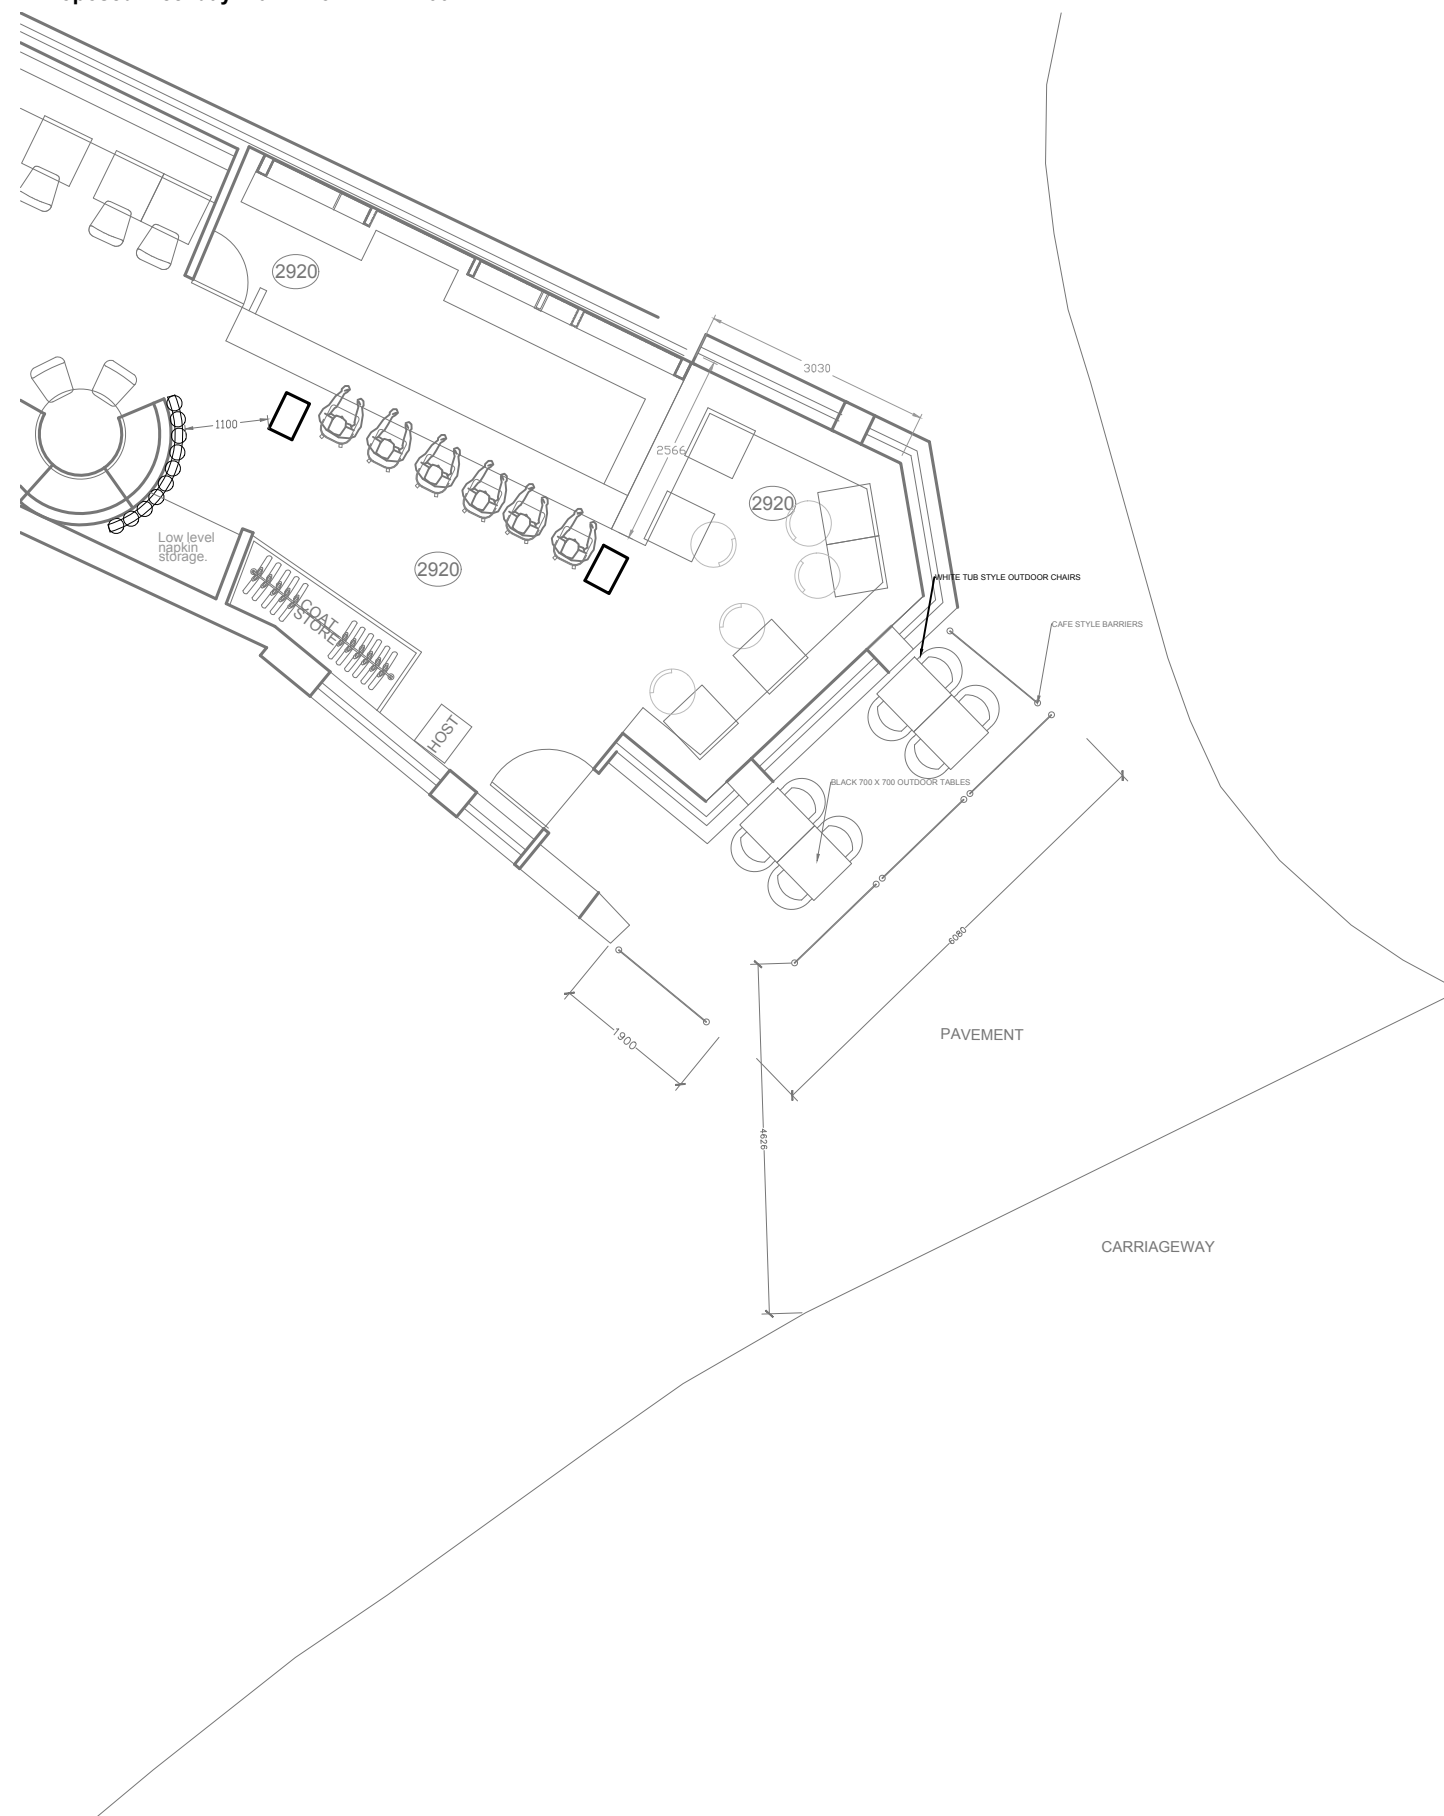 2920
3030
1100
2566
2920
Low level
napkin
storage.
2920
WHITE TUB STYLE OUTDOOR CHAIRS
COAT
STORE
CAFE STYLE BARRIERS
HOST
BLACK 700 X 700 OUTDOOR TABLES
6080
1900
PAVEMENT
4626
CARRIAGEWAY